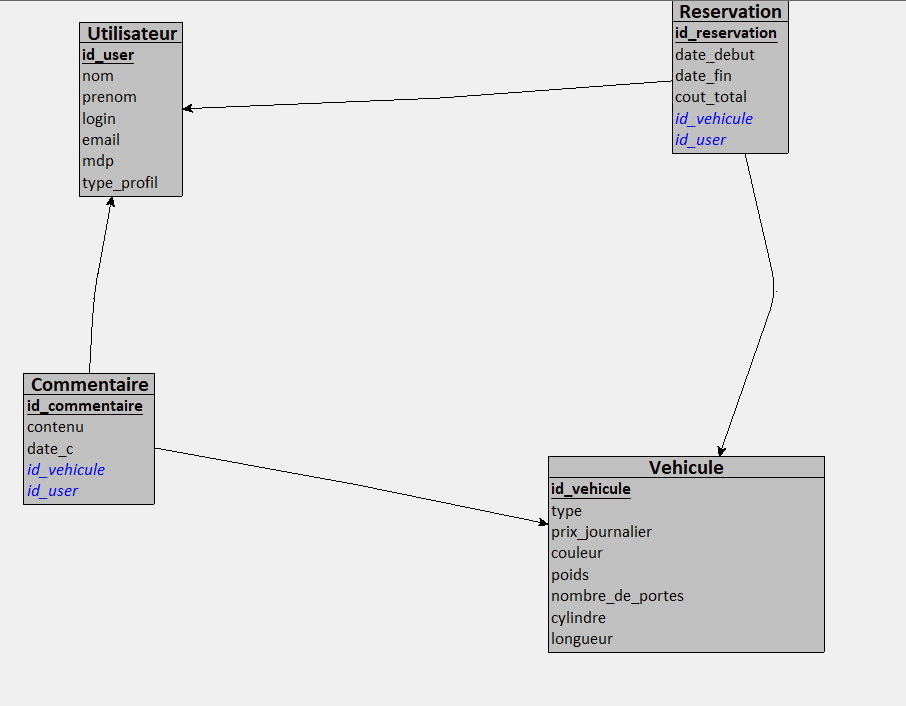 Utilisateur
id_user
nom
prenom
login
email
mdp
type_profil
Reservation
id_reservation
date_debut
date_fin
cout_total
id_vehicule
id_user
Commentaire
id_commentaire
contenu
date_c
id_vehicule
id_user
Vehicule
id_vehicule
type
prix_journalier
couleur
poids
nombre_de_portes
cylindre
longueur